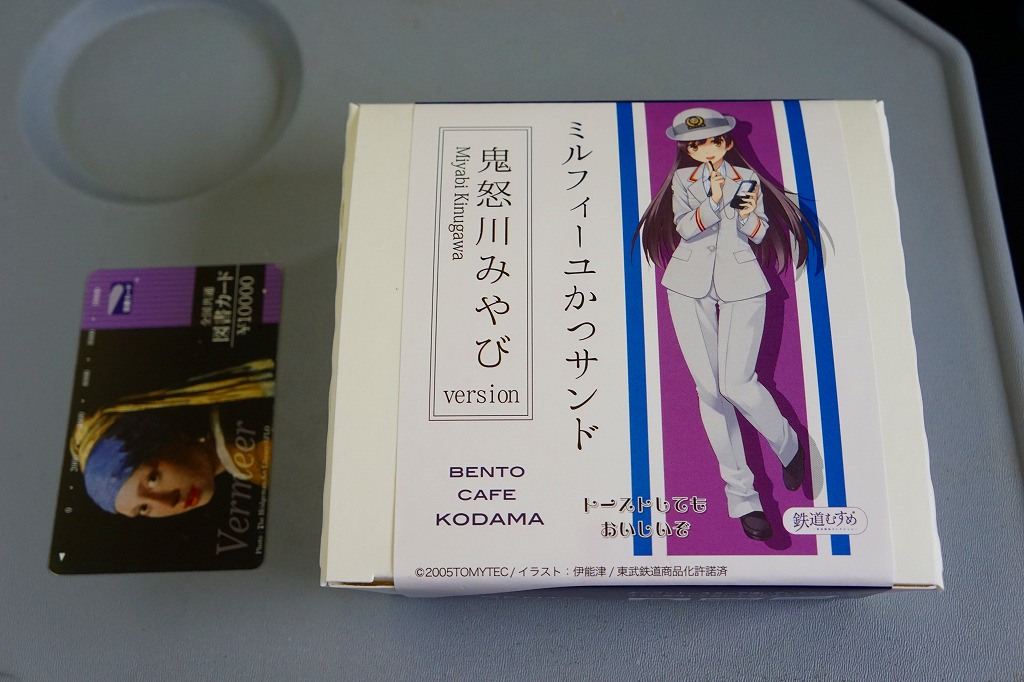 ミルフィーユかつサンド
鬼怒川みやび
Miyabi Kinugawa
version
BENTO
CAFE
KODAMA
トーストしても
おいしいぞ
鉄道むすめ
©2005TOMYTEC/イラスト：伊能津/東武鉄道商品化許諾済
全国共通
図書カード
¥10000
Vermeer